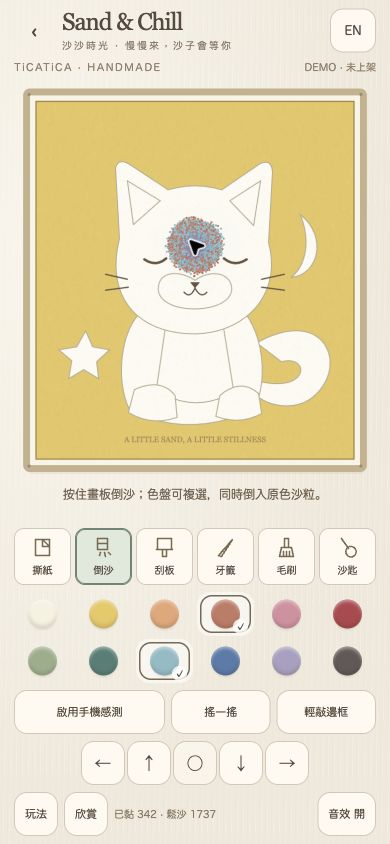 ‹
Sand & Chill
沙沙時光 · 慢慢來，沙子會等你
EN
TiCATiCA · HANDMADE
DEMO · 未上架
A LITTLE SAND, A LITTLE STILLNESS
按住畫板倒沙；色盤可複選，同時倒入原色沙粒。
撕紙
倒沙
刮板
牙籤
毛刷
沙匙
✓
✓
啟用手機感測
搖一搖
輕敲邊框
← ↑ ○ ↓ →
玩法
欣賞
已黏 342 · 鬆沙 1737
音效 開